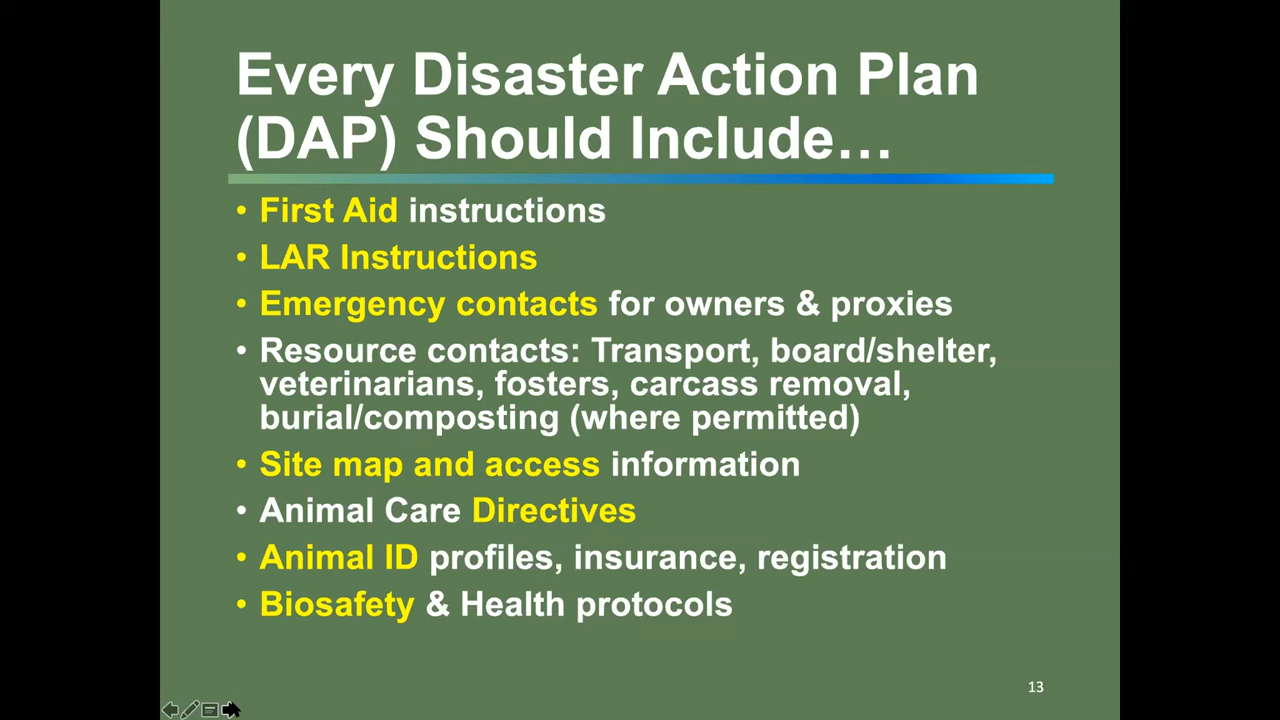 Every Disaster Action Plan
(DAP) Should Include…
• First Aid instructions
• LAR Instructions
• Emergency contacts for owners & proxies
• Resource contacts: Transport, board/shelter,
veterinarians, fosters, carcass removal,
burial/composting (where permitted)
• Site map and access information
• Animal Care Directives
• Animal ID profiles, insurance, registration
• Biosafety & Health protocols
13